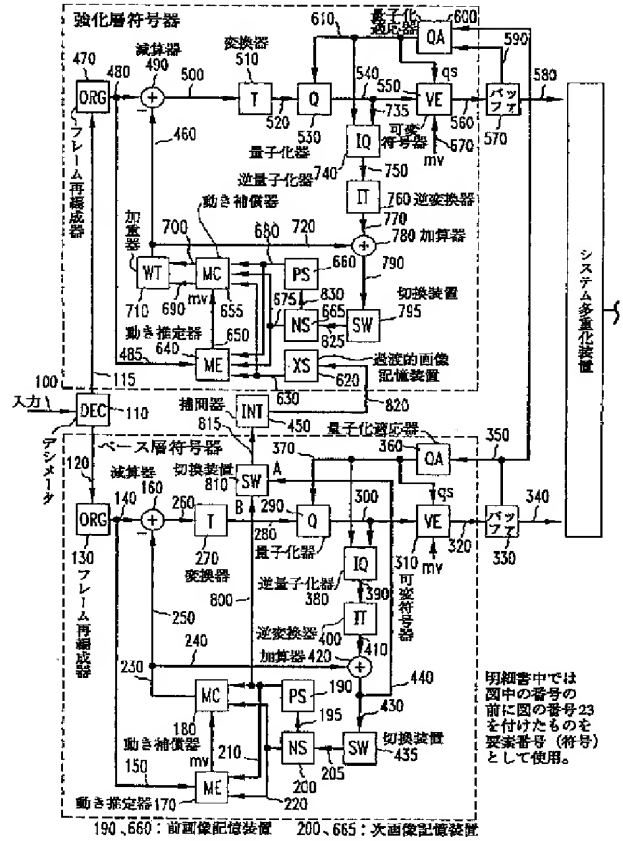 強化層符号器
量子化
適応器 600
610
QA
590
470
480
減算器
490
500
変換器
510
540
550
qs
580
ORG
T
Q
VE
バッファ
520
530
735
560
570
460
量子化器
740
IQ
可変
符号器
mv
670
750
逆量子化器
フレーム再編成器
IT
760 逆変換器
770
動き補償器
加重器
700
680
720
780 加算器
WT
MC
PS
660
790
710
690
655
830
切換装置
mv
675
NS
665
SW
795
動き推定器
650
625
640
485
ME
XS
過渡的画像
記憶装置
620
630
820
115
100
入力
DEC
110
補間器
INT
450
815
デシメータ
システム多重化装置
ベース層符号器
量子化適応器
370
360
QA
350
120
減算器
切換装置
810
SW
A
140
160
260
B
290
300
qs
340
ORG
T
Q
VE
バッファ
130
280
量子化器
310
320
330
270
変換器
mv
250
逆量子化器
380
IQ
390
可変符号器
フレーム再編成器
800
240
逆変換器
400
IT
410
加算器 420
440
230
MC
PS
190
430
明細書中では
図中の番号の
前に図の番号23
を付けたものを
要素番号（符号）
として使用。
180
195
動き補償器
mv
210
NS
SW
切換装置
435
150
200
205
ME
220
動き推定器 170
190、660：前画像記憶装置
200、665：次画像記憶装置